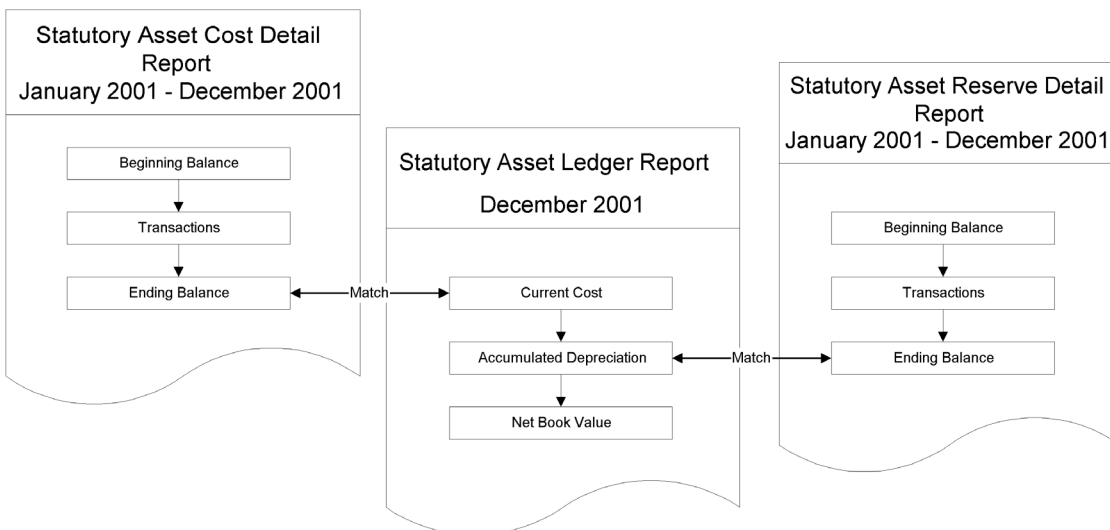 Statutory Asset Cost Detail
Report
January 2001 - December 2001
Beginning Balance
Transactions
Ending Balance
Match
Statutory Asset Ledger Report
December 2001
Current Cost
Accumulated Depreciation
Net Book Value
Match
Statutory Asset Reserve Detail
Report
January 2001 - December 2001
Beginning Balance
Transactions
Ending Balance